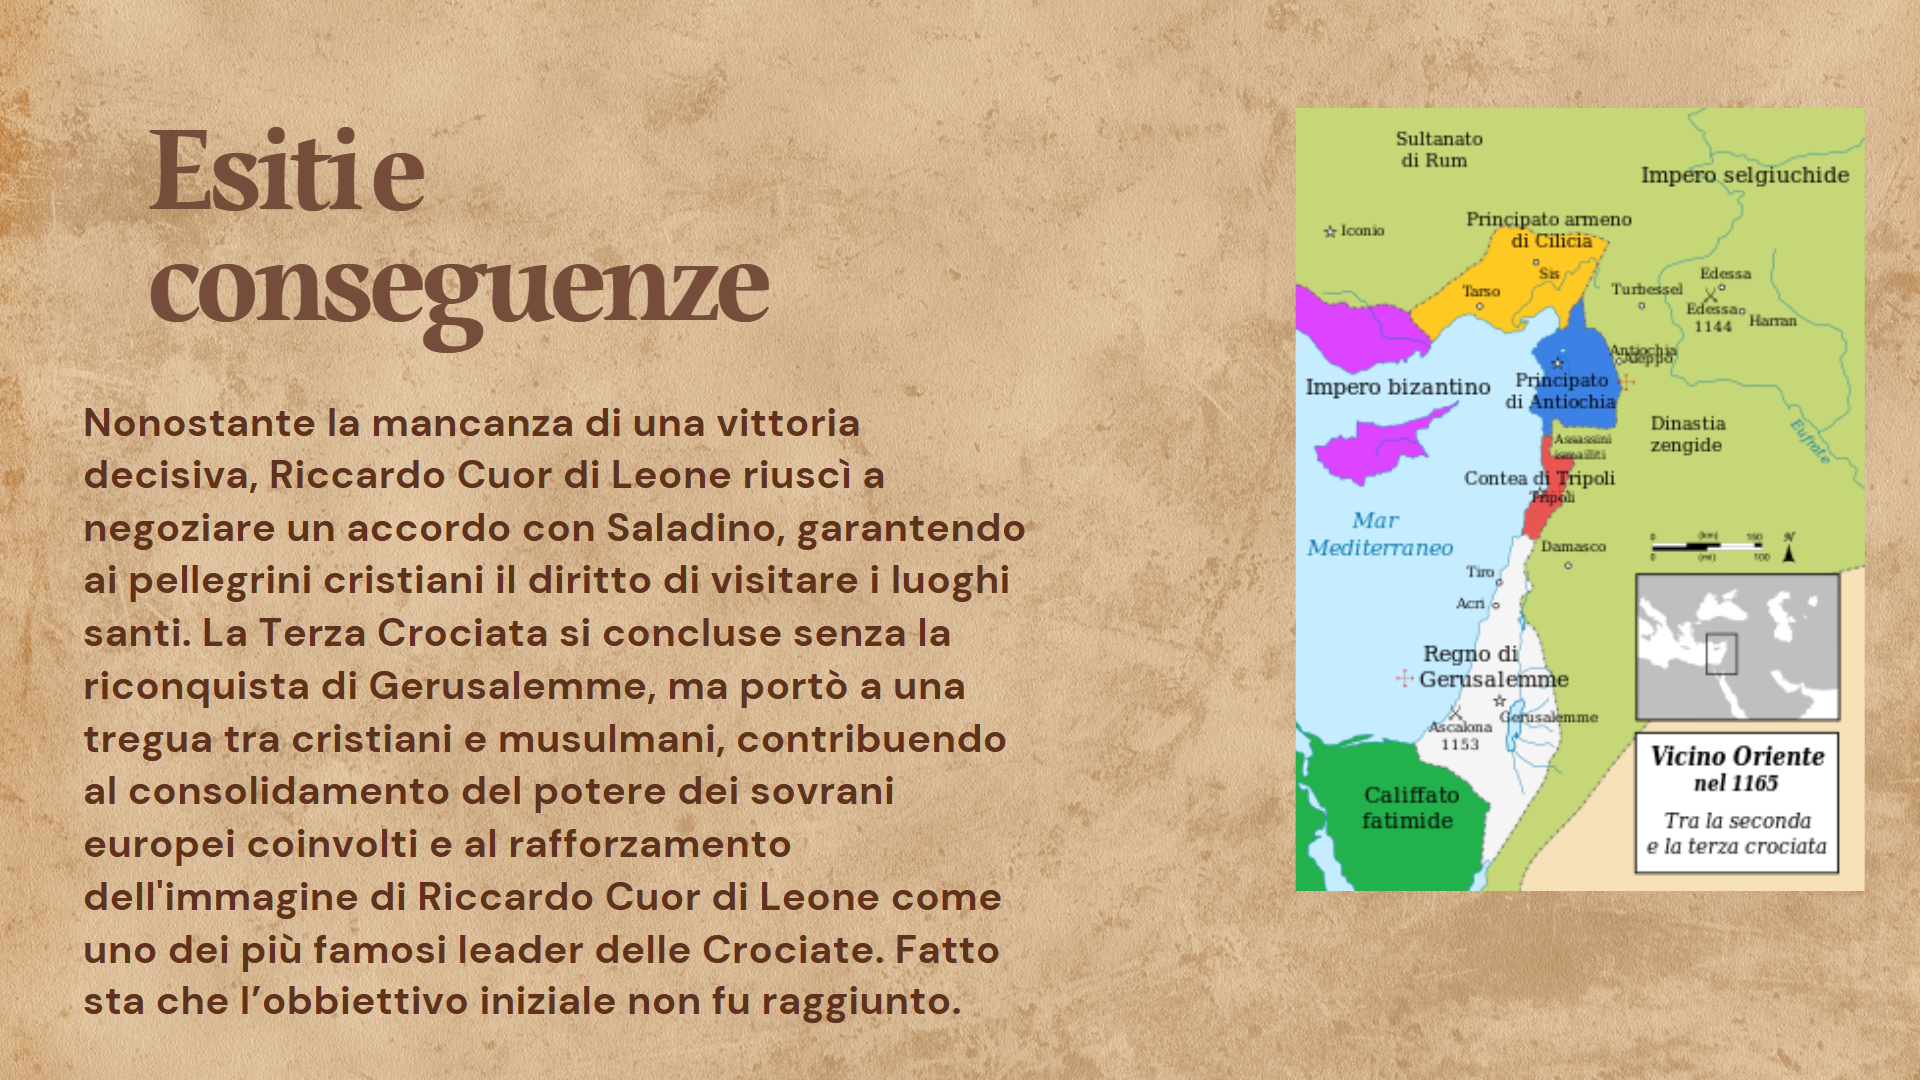 Esiti e
conseguenze
Nonostante la mancanza di una vittoria
decisiva, Riccardo Cuor di Leone riuscì a
negoziare un accordo con Saladino, garantendo
ai pellegrini cristiani il diritto di visitare i luoghi
santi. La Terza Crociata si concluse senza la
riconquista di Gerusalemme, ma portò a una
tregua tra cristiani e musulmani, contribuendo
al consolidamento del potere dei sovrani
europei coinvolti e al rafforzamento
dell'immagine di Riccardo Cuor di Leone come
uno dei più famosi leader delle Crociate. Fatto
sta che l’obbiettivo iniziale non fu raggiunto.
Sultanato
di Rum
Impero selgiuchide
Principato armeno
di Cilicia
Iconio
Sis
Tarso
Turbessel
Edessa
Edessa
1144
Harran
Antiochia
Aleppo
Impero bizantino
Principato
di Antiochia
Assassini
ismailiti
Dinastia
zengide
Eufrate
Contea di Tripoli
Tripoli
Mar
Mediterraneo
Damasco
0 (km) 150
0 (mi) 100
N
Tiro
Acri
Regno di
Gerusalemme
Gerusalemme
Ascalona
1153
Califfato
fatimide
Vicino Oriente
nel 1165
Tra la seconda
e la terza crociata